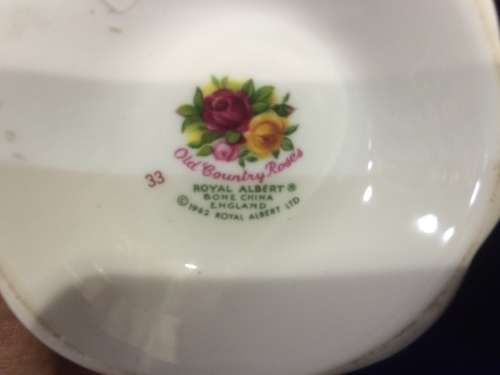 Old Country Roses
33
ROYAL ALBERT ®
BONE CHINA
ENGLAND
© 1962 ROYAL ALBERT LTD